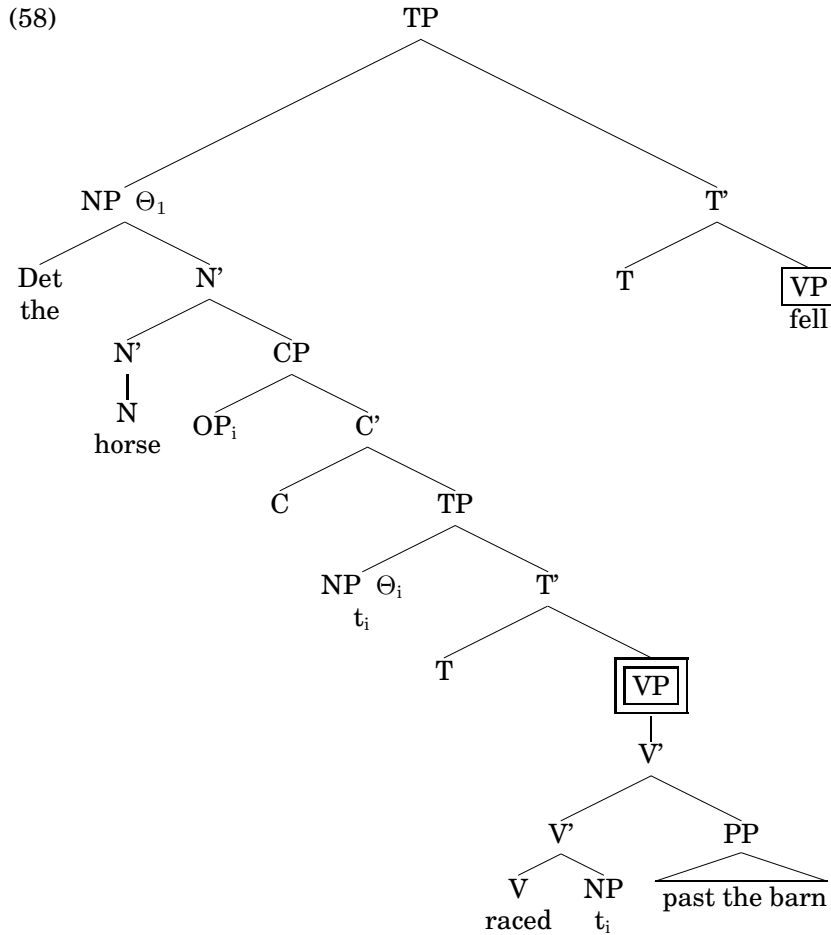 (58) TP
NP Θ₁ T’
Det N’ T VP
the fell
N’ CP
N OPᵢ C’
horse
C TP
NP Θᵢ T’
tᵢ
T VP
V’
V’ PP
V NP past the barn
raced tᵢ